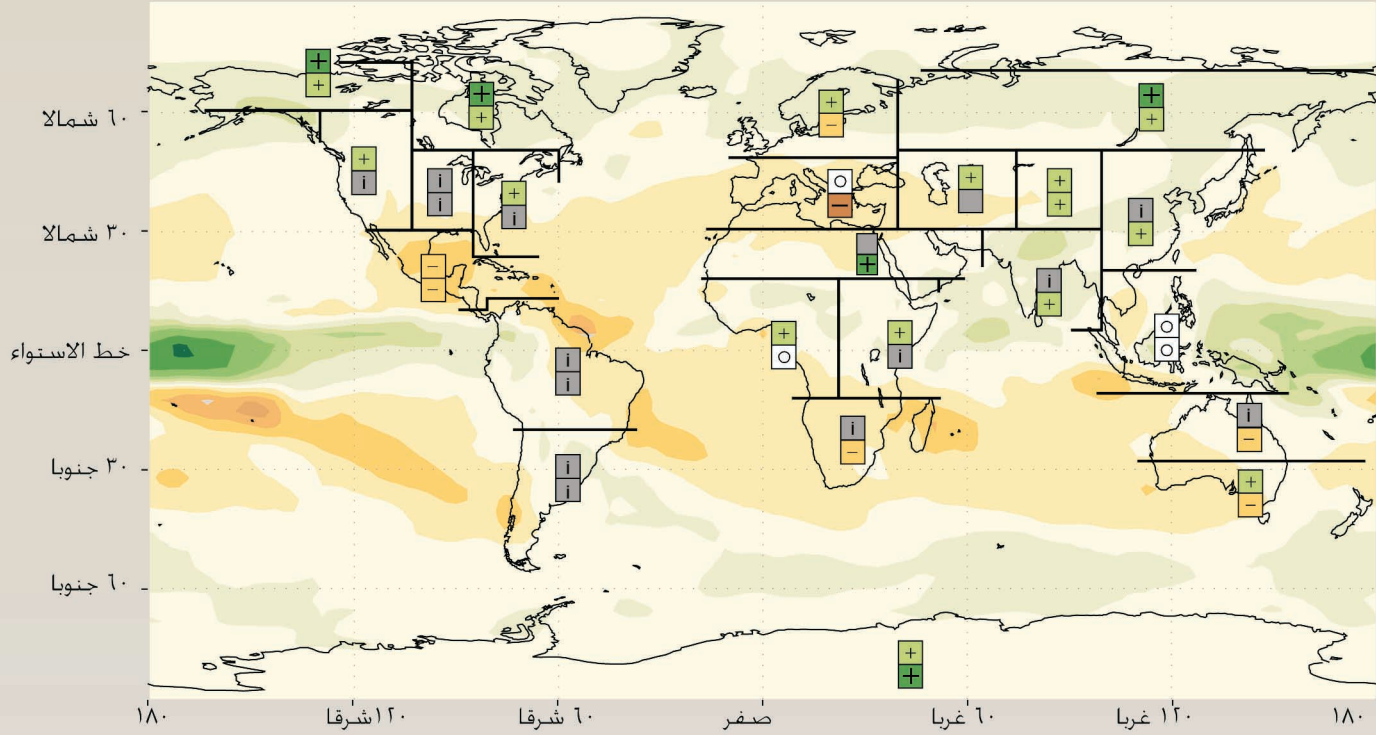 ٦٠ شمالا
٣٠ شمالا
خط الاستواء
٣٠ جنوبا
٦٠ جنوبا
١٨٠
١٢٠شرقا
٦٠ شرقا
صفر
٦٠ غربا
١٢٠ غربا
١٨٠
+
+
+
+
+
i
i
i
+
i
–
–
i
i
i
i
+
–
o
–
+
+
o
+
i
i
–
+
+
+
+
+
i
+
i
+
o
o
i
–
+
–
+
+